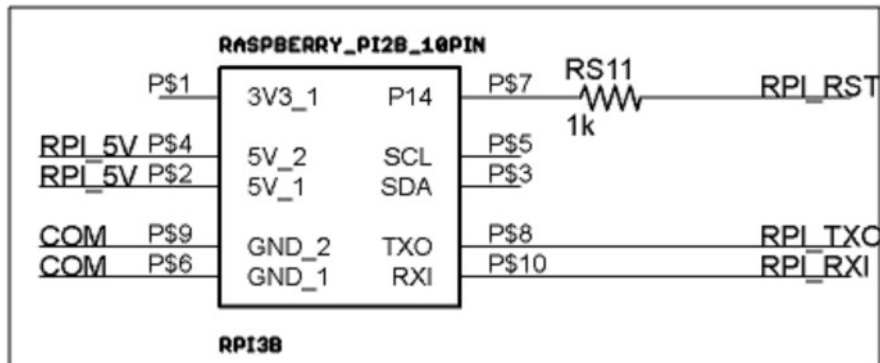 RASPBERRY_PI2B_10PIN
P$1 3V3_1 P14 P$7 RS11 RPI_RST
1k
RPI_5V P$4 5V_2 SCL P$5
RPI_5V P$2 5V_1 SDA P$3
COM P$9 GND_2 TXO P$8 RPI_TXO
COM P$6 GND_1 RXI P$10 RPI_RXI
RPI3B